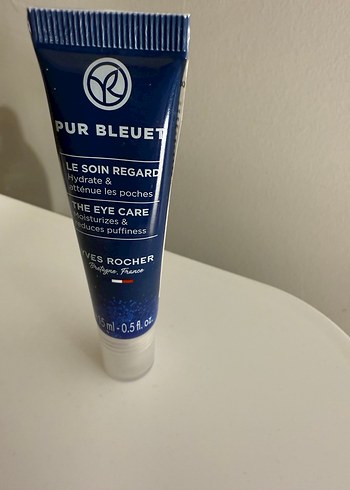 PUR BLEUET
LE SOIN REGARD
Hydrate &
atténue les poches
THE EYE CARE
Moisturizes &
reduces puffiness
YVES ROCHER
Bretagne, France
15 ml - 0.5 fl. oz.